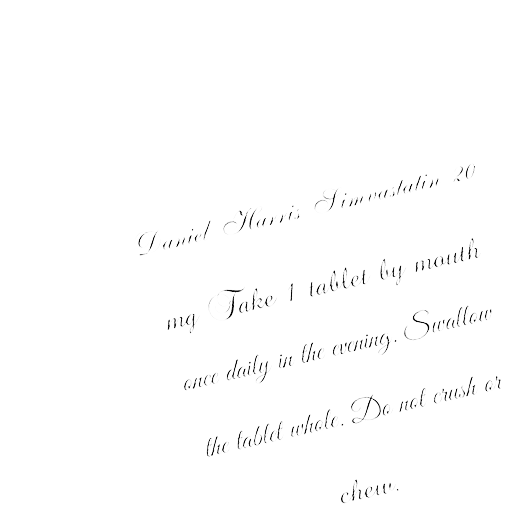 Daniel Harris Simvastatin 20
mg Take 1 tablet by mouth
once daily in the evening. Swallow
the tablet whole. Do not crush or
chew.